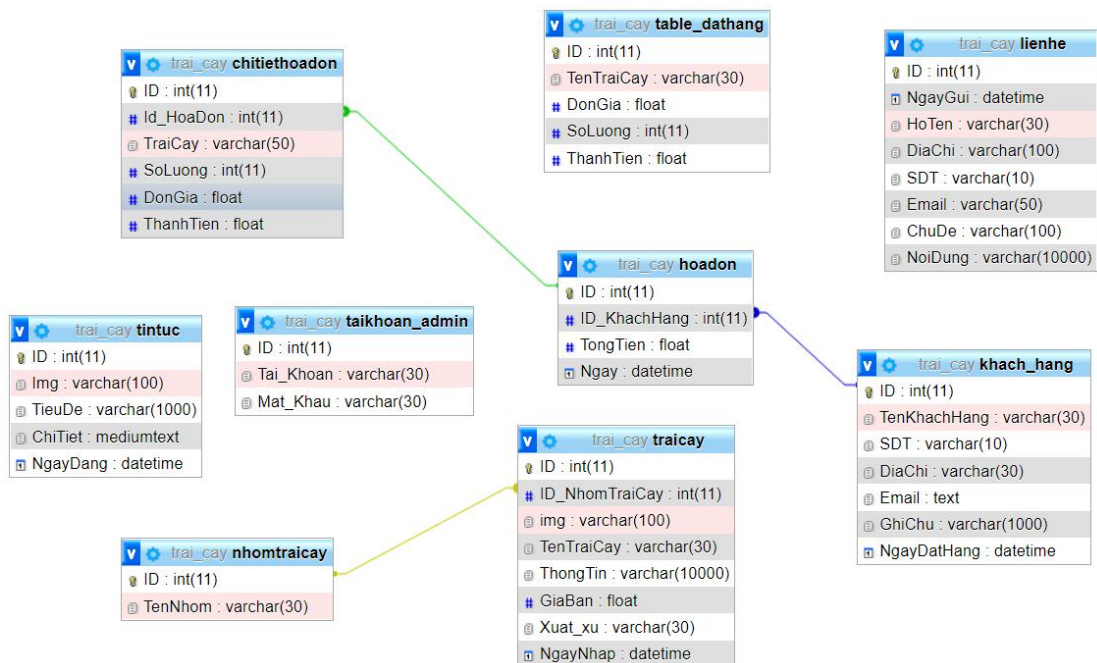 trai_cay chitiethoadon
ID : int(11)
Id_HoaDon : int(11)
TraiCay : varchar(50)
SoLuong : int(11)
DonGia : float
ThanhTien : float
trai_cay table_dathang
ID : int(11)
TenTraiCay : varchar(30)
DonGia : float
SoLuong : int(11)
ThanhTien : float
trai_cay lienhe
ID : int(11)
NgayGui : datetime
HoTen : varchar(30)
DiaChi : varchar(100)
SDT : varchar(10)
Email : varchar(50)
ChuDe : varchar(100)
NoiDung : varchar(10000)
trai_cay hoadon
ID : int(11)
ID_KhachHang : int(11)
TongTien : float
Ngay : datetime
trai_cay tintuc
ID : int(11)
Img : varchar(100)
TieuDe : varchar(1000)
ChiTiet : mediumtext
NgayDang : datetime
trai_cay taikhoan_admin
ID : int(11)
Tai_Khoan : varchar(30)
Mat_Khau : varchar(30)
trai_cay khach_hang
ID : int(11)
TenKhachHang : varchar(30)
SDT : varchar(10)
DiaChi : varchar(30)
Email : text
GhiChu : varchar(1000)
NgayDatHang : datetime
trai_cay traicay
ID : int(11)
ID_NhomTraiCay : int(11)
img : varchar(100)
TenTraiCay : varchar(30)
ThongTin : varchar(10000)
GiaBan : float
Xuat_xu : varchar(30)
NgayNhap : datetime
trai_cay nhomtraicay
ID : int(11)
TenNhom : varchar(30)